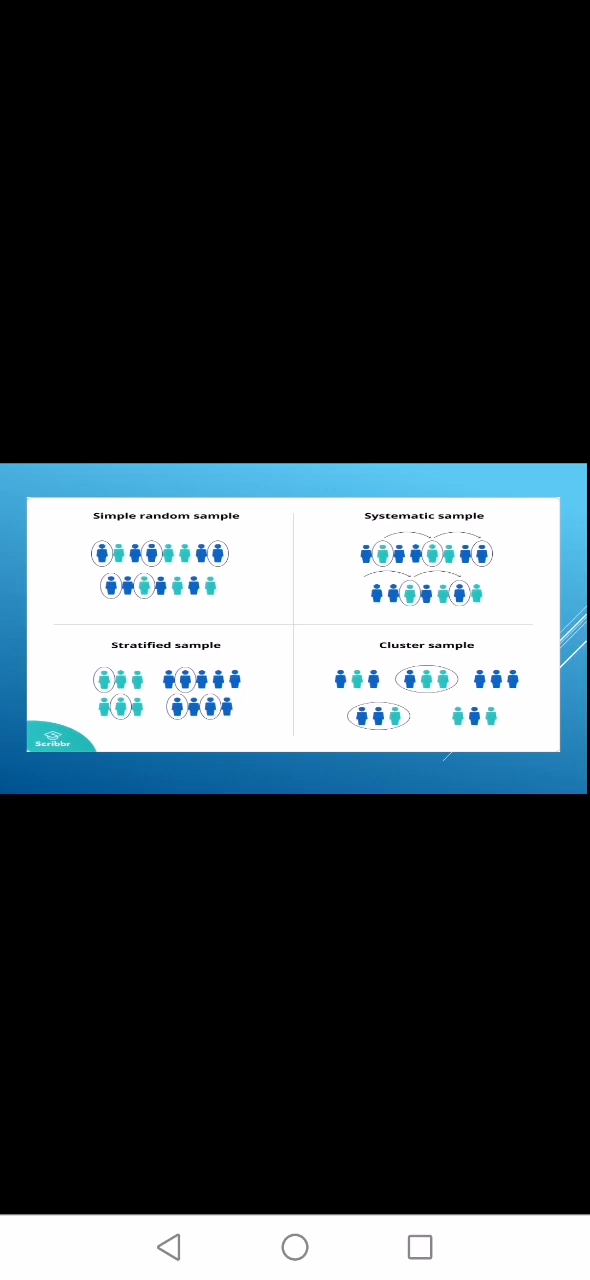 Simple random sample
Systematic sample
Stratified sample
Cluster sample
Scribbr